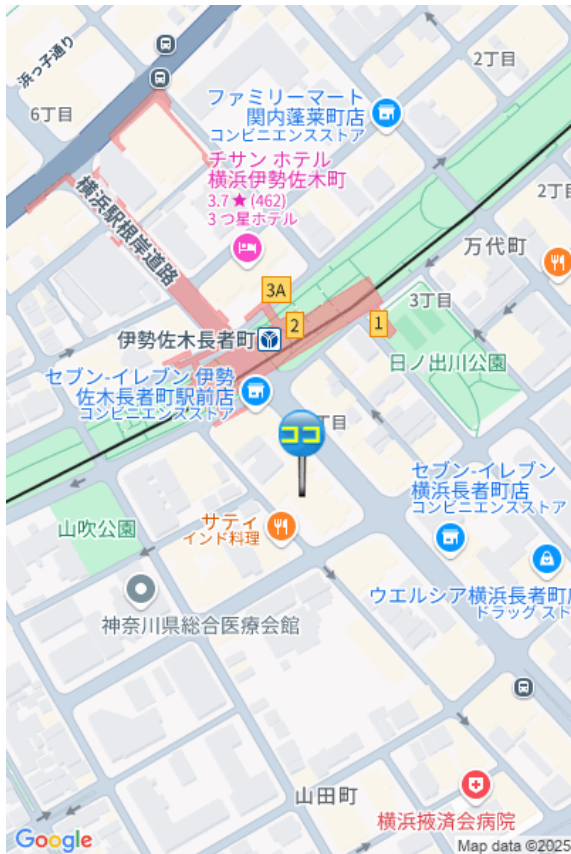 浜っ子通り
2丁目
6丁目
ファミリーマート
関内蓬莱町店
コンビニエンスストア
チサン ホテル
横浜伊勢佐木町
3.7★(462)
3 つ星ホテル
2丁
横浜駅根岸道路
万代町
3A
3丁目
伊勢佐木長者町
2
1
日ノ出川公園
セブン-イレブン 伊勢
佐木長者町駅前店
コンビニエンスストア
ココ
丁目
セブン-イレブン
横浜長者町店
コンビニエンスストア
山吹公園
サティ
インド料理
ウエルシア横浜長者町
ドラッグ スト
神奈川県総合医療会館
山田町
横浜掖済会病院
Google
Map data ©2025